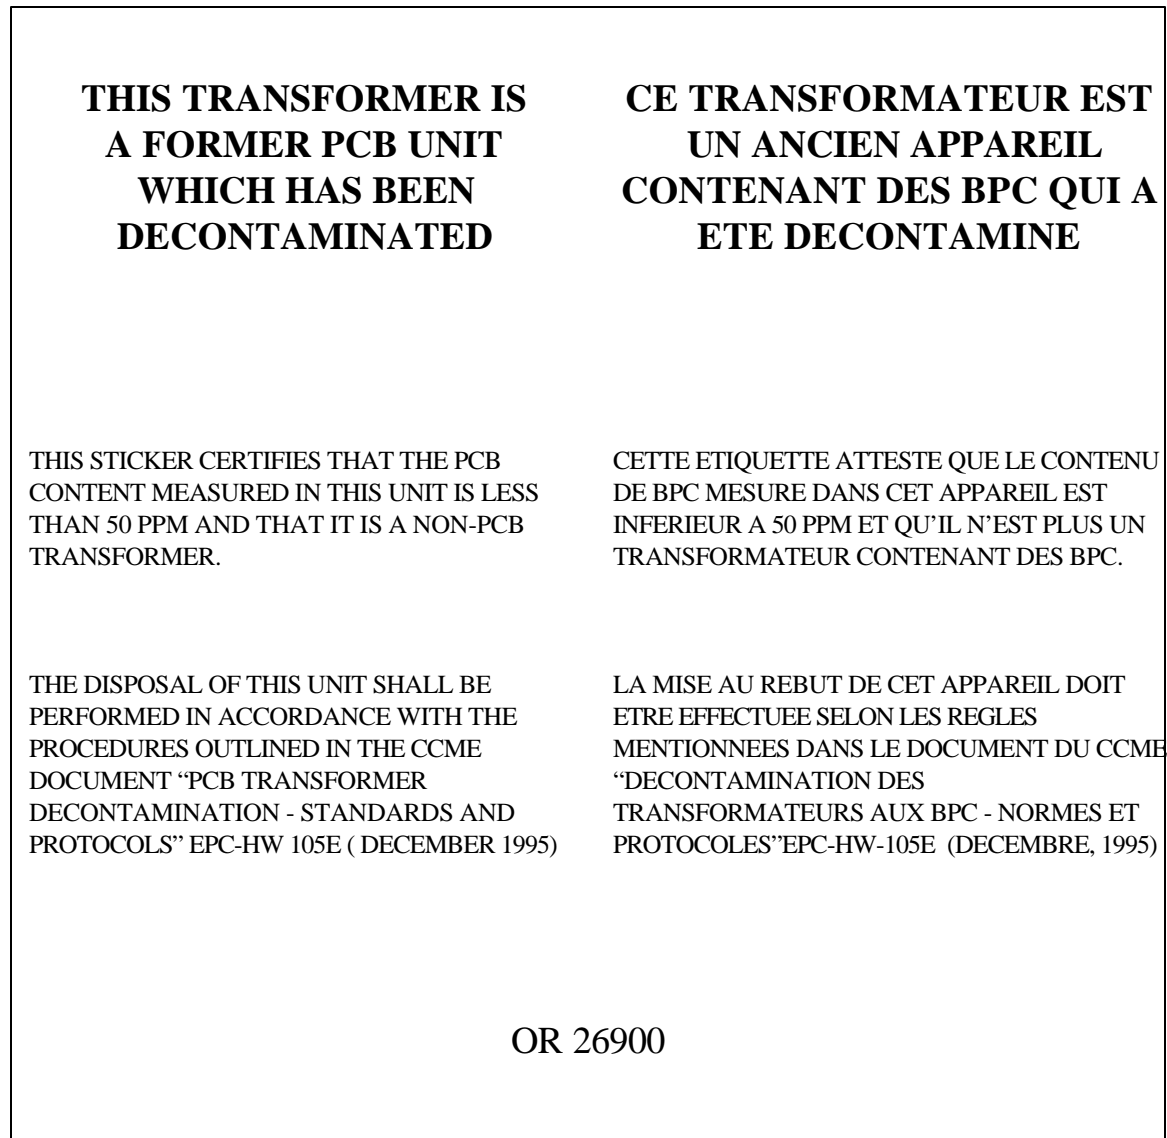 THIS TRANSFORMER IS
A FORMER PCB UNIT
WHICH HAS BEEN
DECONTAMINATED
THIS STICKER CERTIFIES THAT THE PCB
CONTENT MEASURED IN THIS UNIT IS LESS
THAN 50 PPM AND THAT IT IS A NON-PCB
TRANSFORMER.
THE DISPOSAL OF THIS UNIT SHALL BE
PERFORMED IN ACCORDANCE WITH THE
PROCEDURES OUTLINED IN THE CCME
DOCUMENT “PCB TRANSFORMER
DECONTAMINATION - STANDARDS AND
PROTOCOLS” EPC-HW 105E ( DECEMBER 1995)
CE TRANSFORMATEUR EST
UN ANCIEN APPAREIL
CONTENANT DES BPC QUI A
ETE DECONTAMINE
CETTE ETIQUETTE ATTESTE QUE LE CONTENU
DE BPC MESURE DANS CET APPAREIL EST
INFERIEUR A 50 PPM ET QU’IL N’EST PLUS UN
TRANSFORMATEUR CONTENANT DES BPC.
LA MISE AU REBUT DE CET APPAREIL DOIT
ETRE EFFECTUEE SELON LES REGLES
MENTIONNEES DANS LE DOCUMENT DU CCME
“DECONTAMINATION DES
TRANSFORMATEURS AUX BPC - NORMES ET
PROTOCOLES”EPC-HW-105E (DECEMBRE, 1995)
OR 26900